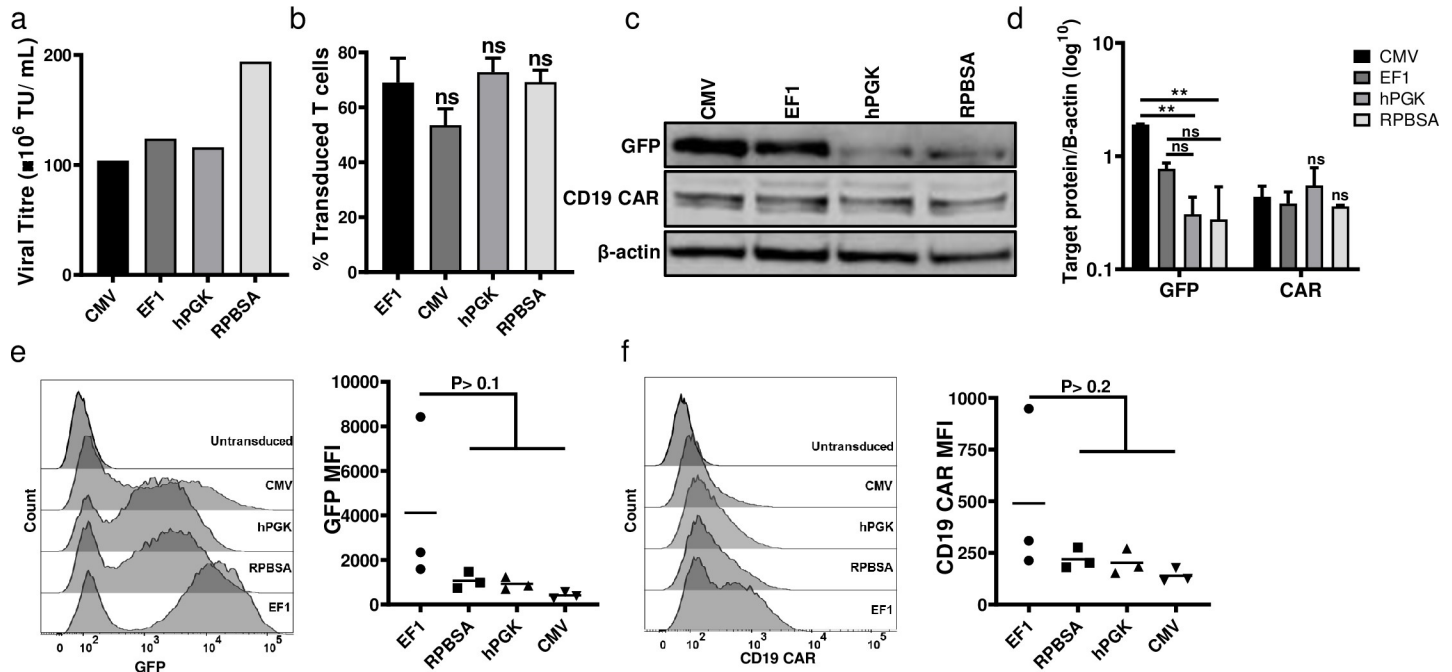 a
Viral Titre (■10⁶ TU/ mL)
200
100
0
CMV
EF1
hPGK
RPBSA
b
% Transduced T cells
80
60
40
20
0
ns
ns
ns
EF1
CMV
hPGK
RPBSA
c
CMV
EF1
hPGK
RPBSA
GFP
CD19 CAR
β-actin
d
Target protein/B-actin (log¹⁰)
10
1
0.1
**
**
ns
ns
ns
ns
GFP
CAR
CMV
EF1
hPGK
RPBSA
e
Count
Untransduced
CMV
hPGK
RPBSA
EF1
0 10² 10³ 10⁴ 10⁵
GFP
GFP MFI
10000
8000
6000
4000
2000
0
P> 0.1
EF1
RPBSA
hPGK
CMV
f
Count
Untransduced
CMV
hPGK
RPBSA
EF1
0 10² 10³ 10⁴ 10⁵
CD19 CAR
CD19 CAR MFI
1000
750
500
250
0
P> 0.2
EF1
RPBSA
hPGK
CMV